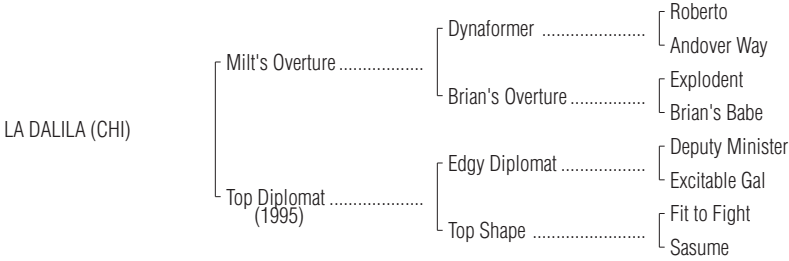 Roberto
Dynaformer ......................
Andover Way
Milt's Overture ..................
Explodent
Brian's Overture ................
Brian's Babe
LA DALILA (CHI)
Deputy Minister
Edgy Diplomat ..................
Excitable Gal
Top Diplomat ....................
(1995)
Fit to Fight
Top Shape ........................
Sasume